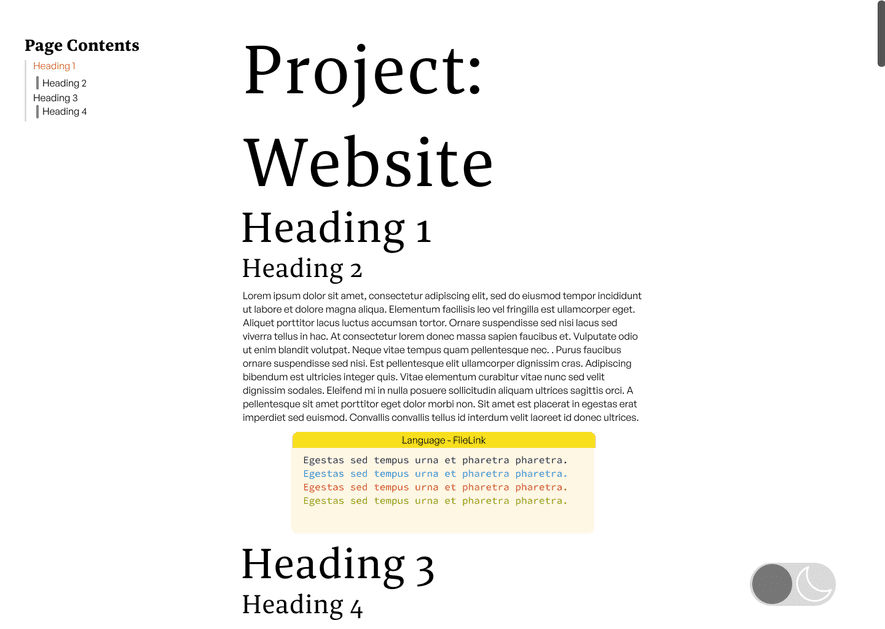 Page Contents
Heading 1
Heading 2
Heading 3
Heading 4
Project:
Website
Heading 1
Heading 2
Lorem ipsum dolor sit amet, consectetur adipiscing elit, sed do eiusmod tempor incididunt
ut labore et dolore magna aliqua. Elementum facilisis leo vel fringilla est ullamcorper eget.
Aliquet porttitor lacus luctus accumsan tortor. Ornare suspendisse sed nisi lacus sed
viverra tellus in hac. At consectetur lorem donec massa sapien faucibus et. Vulputate odio
ut enim blandit volutpat. Neque vitae tempus quam pellentesque nec. . Purus faucibus
ornare suspendisse sed nisi. Est pellentesque elit ullamcorper dignissim cras. Adipiscing
bibendum est ultricies integer quis. Vitae elementum curabitur vitae nunc sed velit
dignissim sodales. Eleifend mi in nulla posuere sollicitudin aliquam ultrices sagittis orci. A
pellentesque sit amet porttitor eget dolor morbi non. Sit amet est placerat in egestas erat
imperdiet sed euismod. Convallis convallis tellus id interdum velit laoreet id donec ultrices.
Language - FileLink
Egestas sed tempus urna et pharetra pharetra.
Egestas sed tempus urna et pharetra pharetra.
Egestas sed tempus urna et pharetra pharetra.
Egestas sed tempus urna et pharetra pharetra.
Heading 3
Heading 4